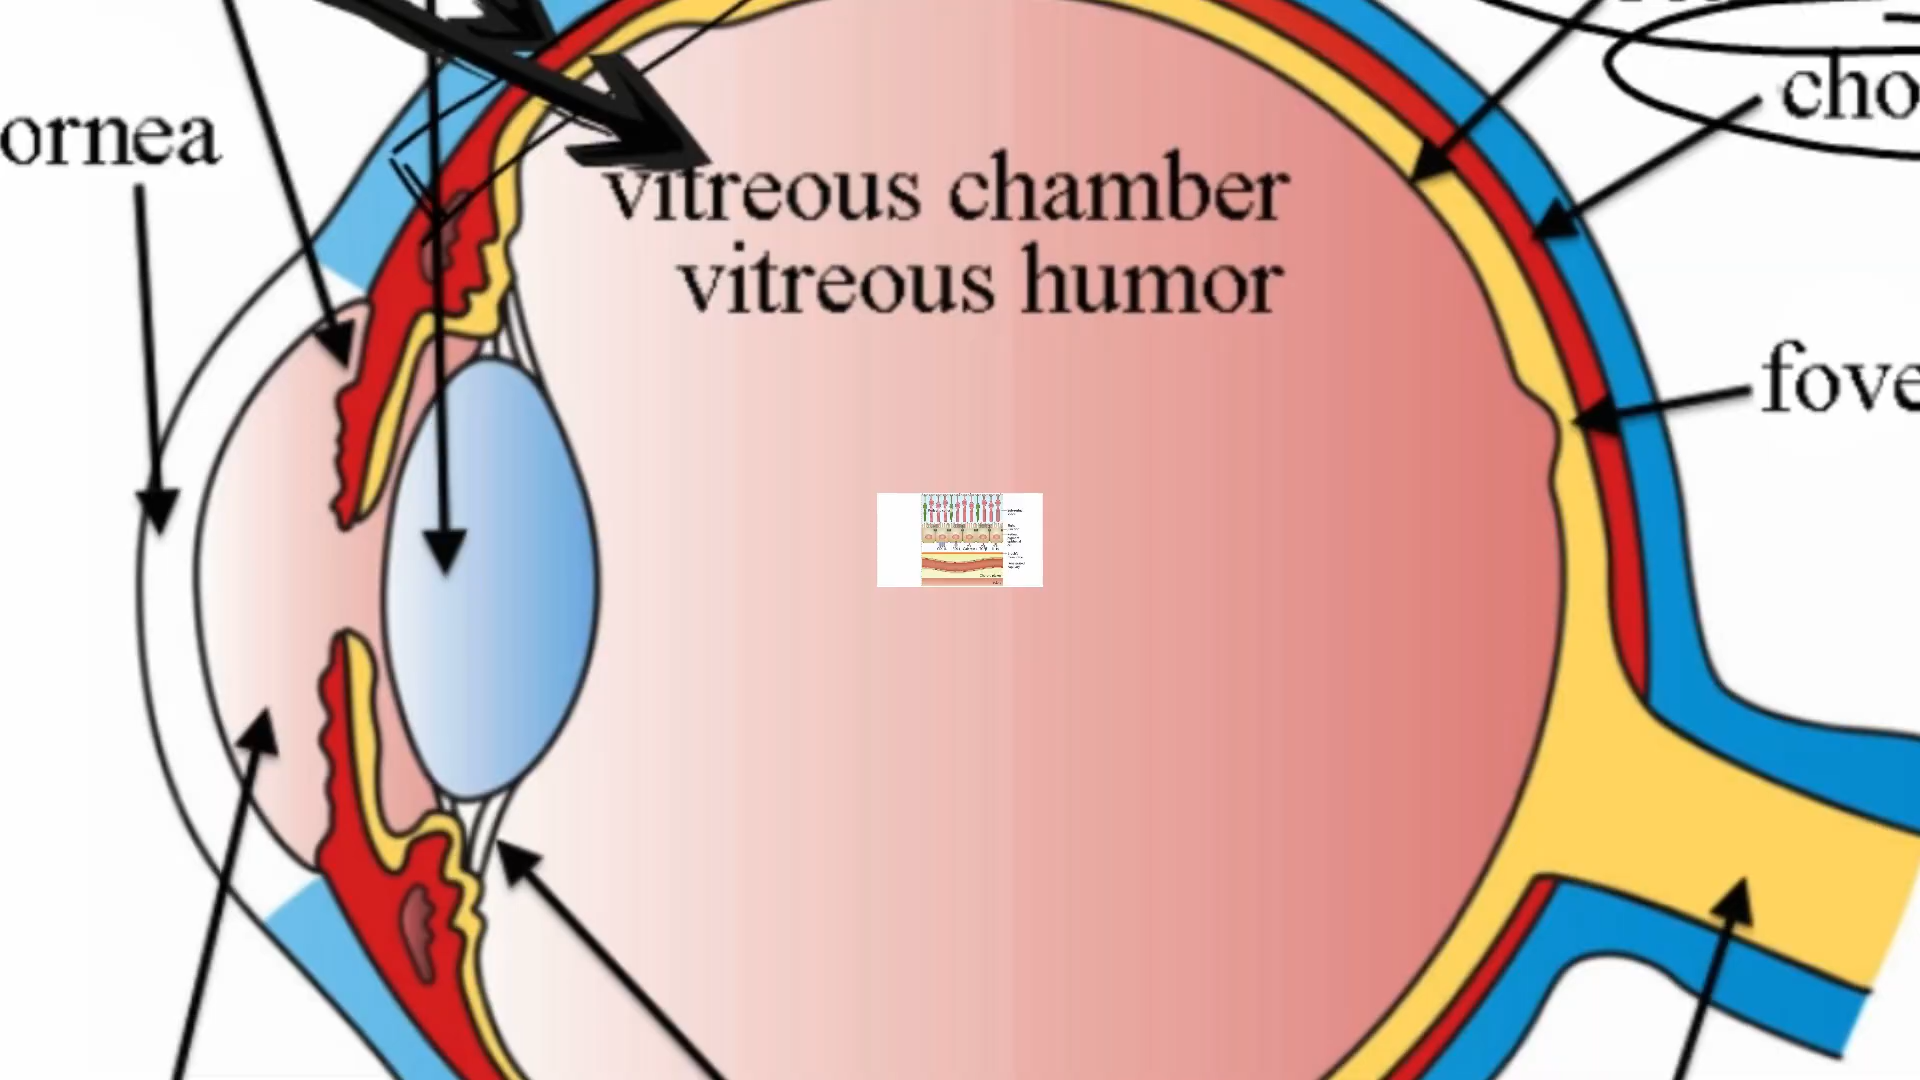 cho
ornea
vitreous chamber
vitreous humor
fove